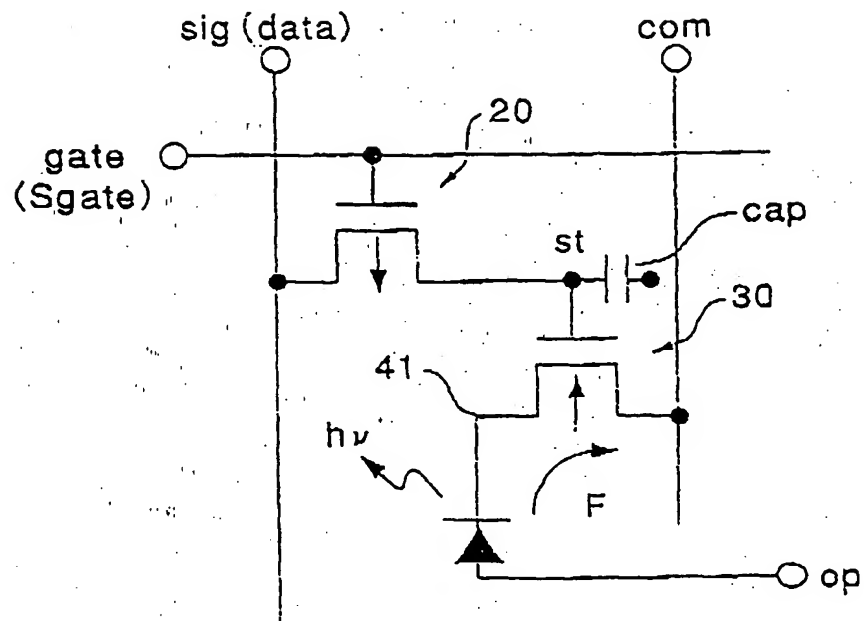 sig (data)
com
20
gate
(Sgate)
cap
st
30
41
hν
F
op